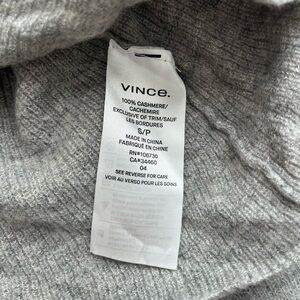 VINCE.
100% CASHMERE/
CACHEMIRE
EXCLUSIVE OF TRIM/SAUF
LES BORDURES
S/P
MADE IN CHINA
FABRIQUÉ EN CHINE
RN#106730
CA#34460
04
SEE REVERSE FOR CARE
VOIR AU VERSO POUR LES SOINS